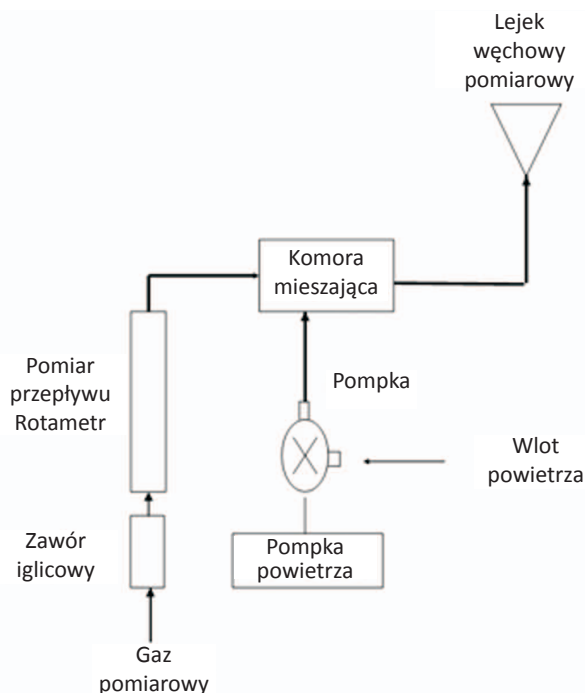 Lejek
węchowy
pomiarowy
Komora
mieszająca
Pomiar
przepływu
Rotametr
Pompka
Wlot
powietrza
Zawór
iglicowy
Pompka
powietrza
Gaz
pomiarowy